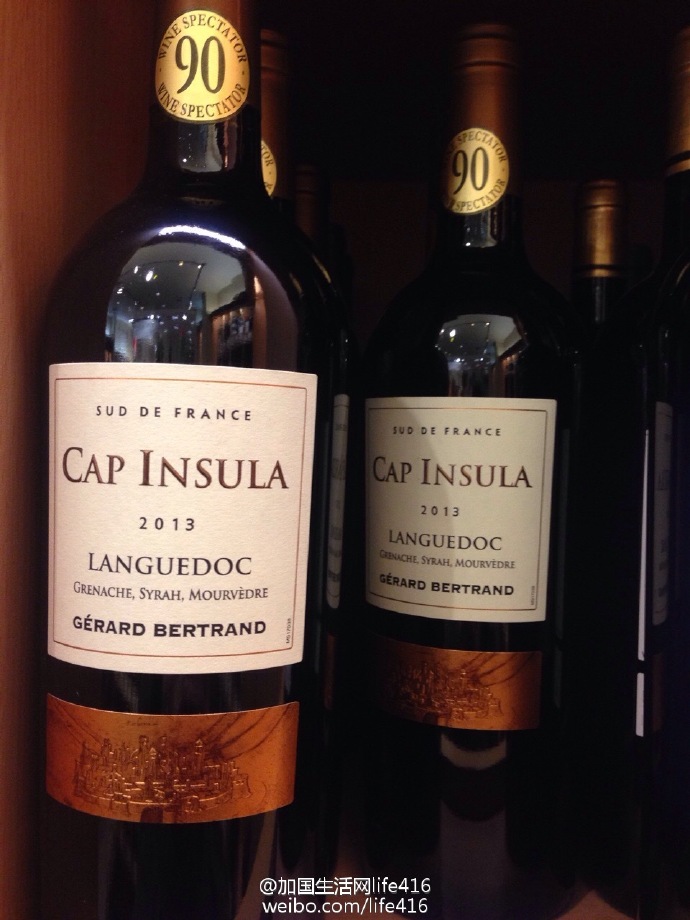 WINE SPECTATOR
90
WINE SPECTATOR
SUD DE FRANCE
CAP INSULA
2013
LANGUEDOC
GRENACHE, SYRAH, MOURVÈDRE
GÉRARD BERTRAND
WINE SPECTATOR
90
WINE SPECTATOR
SUD DE FRANCE
CAP INSULA
2013
LANGUEDOC
GRENACHE, SYRAH, MOURVÈDRE
GÉRARD BERTRAND
@加国生活网life416
weibo.com/life416